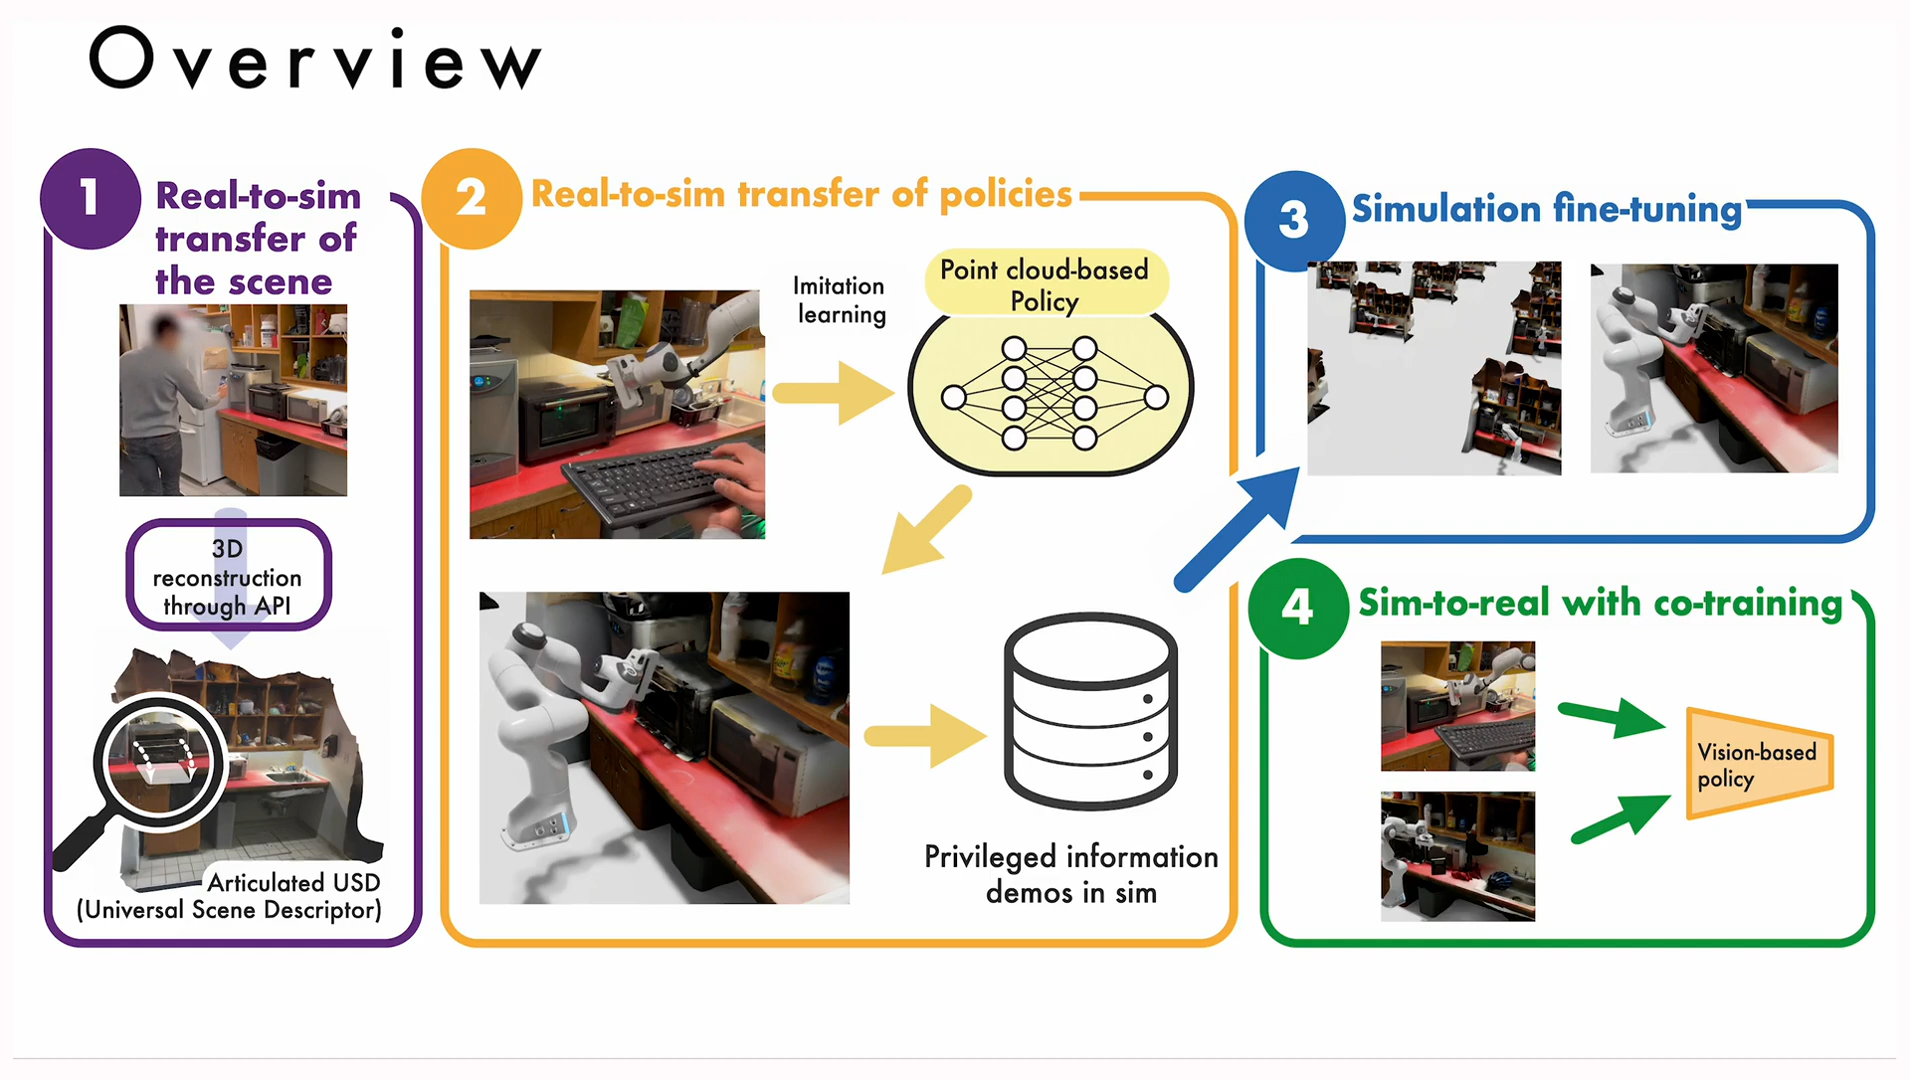 Overview
1
Real-to-sim
transfer of
the scene
3D
reconstruction
through API
Articulated USD
(Universal Scene Descriptor)
2
Real-to-sim transfer of policies
Imitation
learning
Point cloud-based
Policy
Privileged information
demos in sim
3
Simulation fine-tuning
4
Sim-to-real with co-training
Vision-based
policy